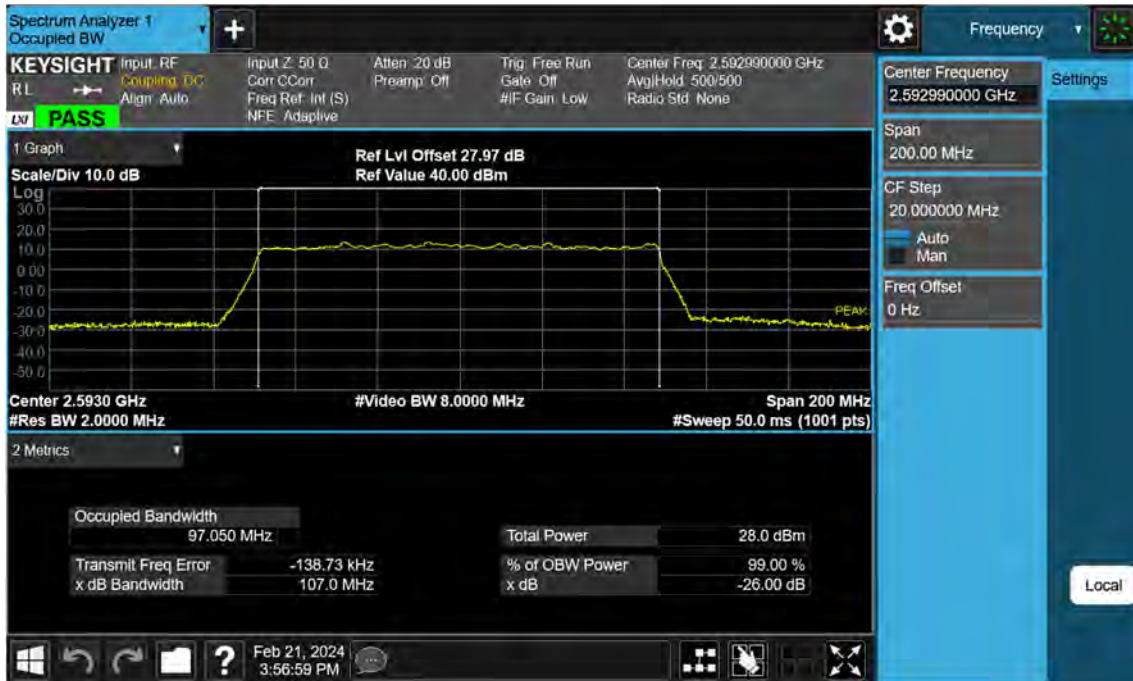 Spectrum Analyzer 1
Occupied BW
Frequency
KEYSIGHT
RL
LXI
PASS
Input: RF
Coupling: DC
Align: Auto
Input Z: 50 Ω
Corr CCorr
Freq Ref: Int (S)
NFE: Adaptive
Atten: 20 dB
Preamp: Off
Trig: Free Run
Gate: Off
#IF Gain: Low
Center Freq: 2.592990000 GHz
Avg|Hold: 500/500
Radio Std: None
Center Frequency
2.592990000 GHz
Settings
Span
200.00 MHz
CF Step
20.000000 MHz
Auto
Man
Freq Offset
0 Hz
Local
1 Graph
Scale/Div 10.0 dB
Ref Lvl Offset 27.97 dB
Ref Value 40.00 dBm
Log
30.0
20.0
10.0
0.00
-10.0
-20.0
-30.0
-40.0
-50.0
PEAK
Center 2.5930 GHz
#Video BW 8.0000 MHz
Span 200 MHz
#Res BW 2.0000 MHz
#Sweep 50.0 ms (1001 pts)
2 Metrics
Occupied Bandwidth
97.050 MHz
Total Power
28.0 dBm
Transmit Freq Error
-138.73 kHz
% of OBW Power
99.00 %
x dB Bandwidth
107.0 MHz
x dB
-26.00 dB
?
Feb 21, 2024
3:56:59 PM